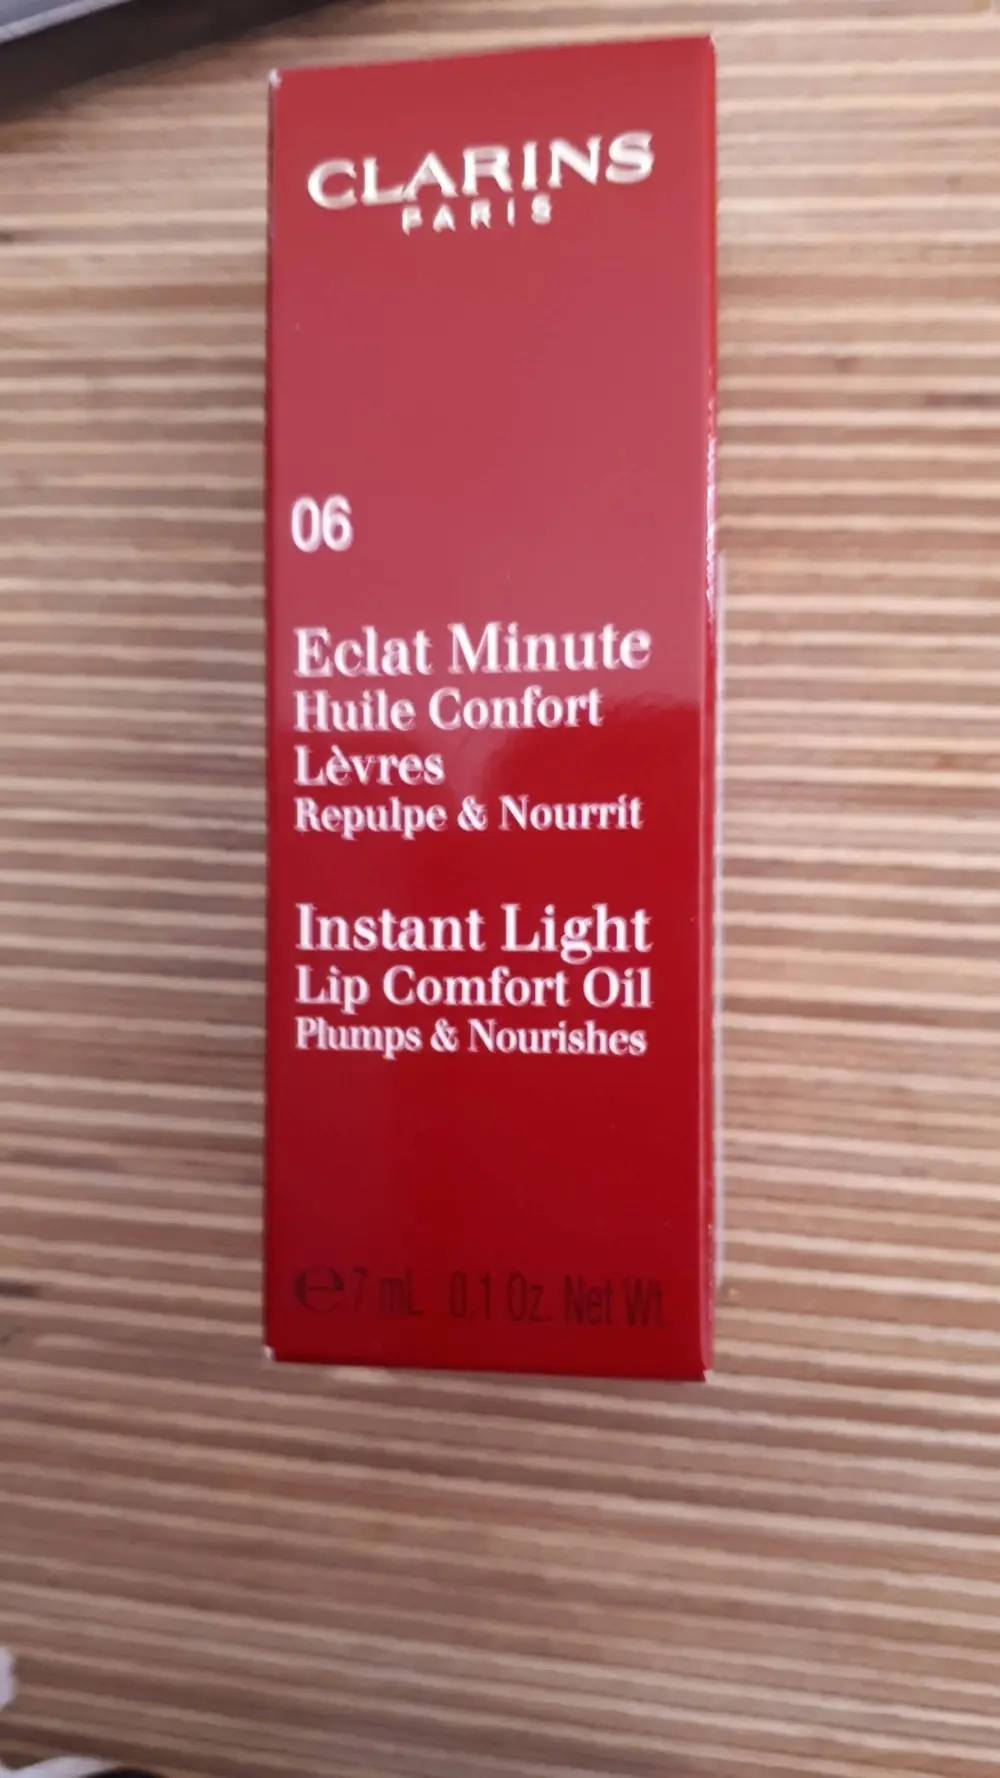 CLARINS
PARIS
06
Eclat Minute
Huile Confort
Lèvres
Repulpe & Nourrit
Instant Light
Lip Comfort Oil
Plumps & Nourishes
℮ 7 mL 0.1 Oz. Net Wt.